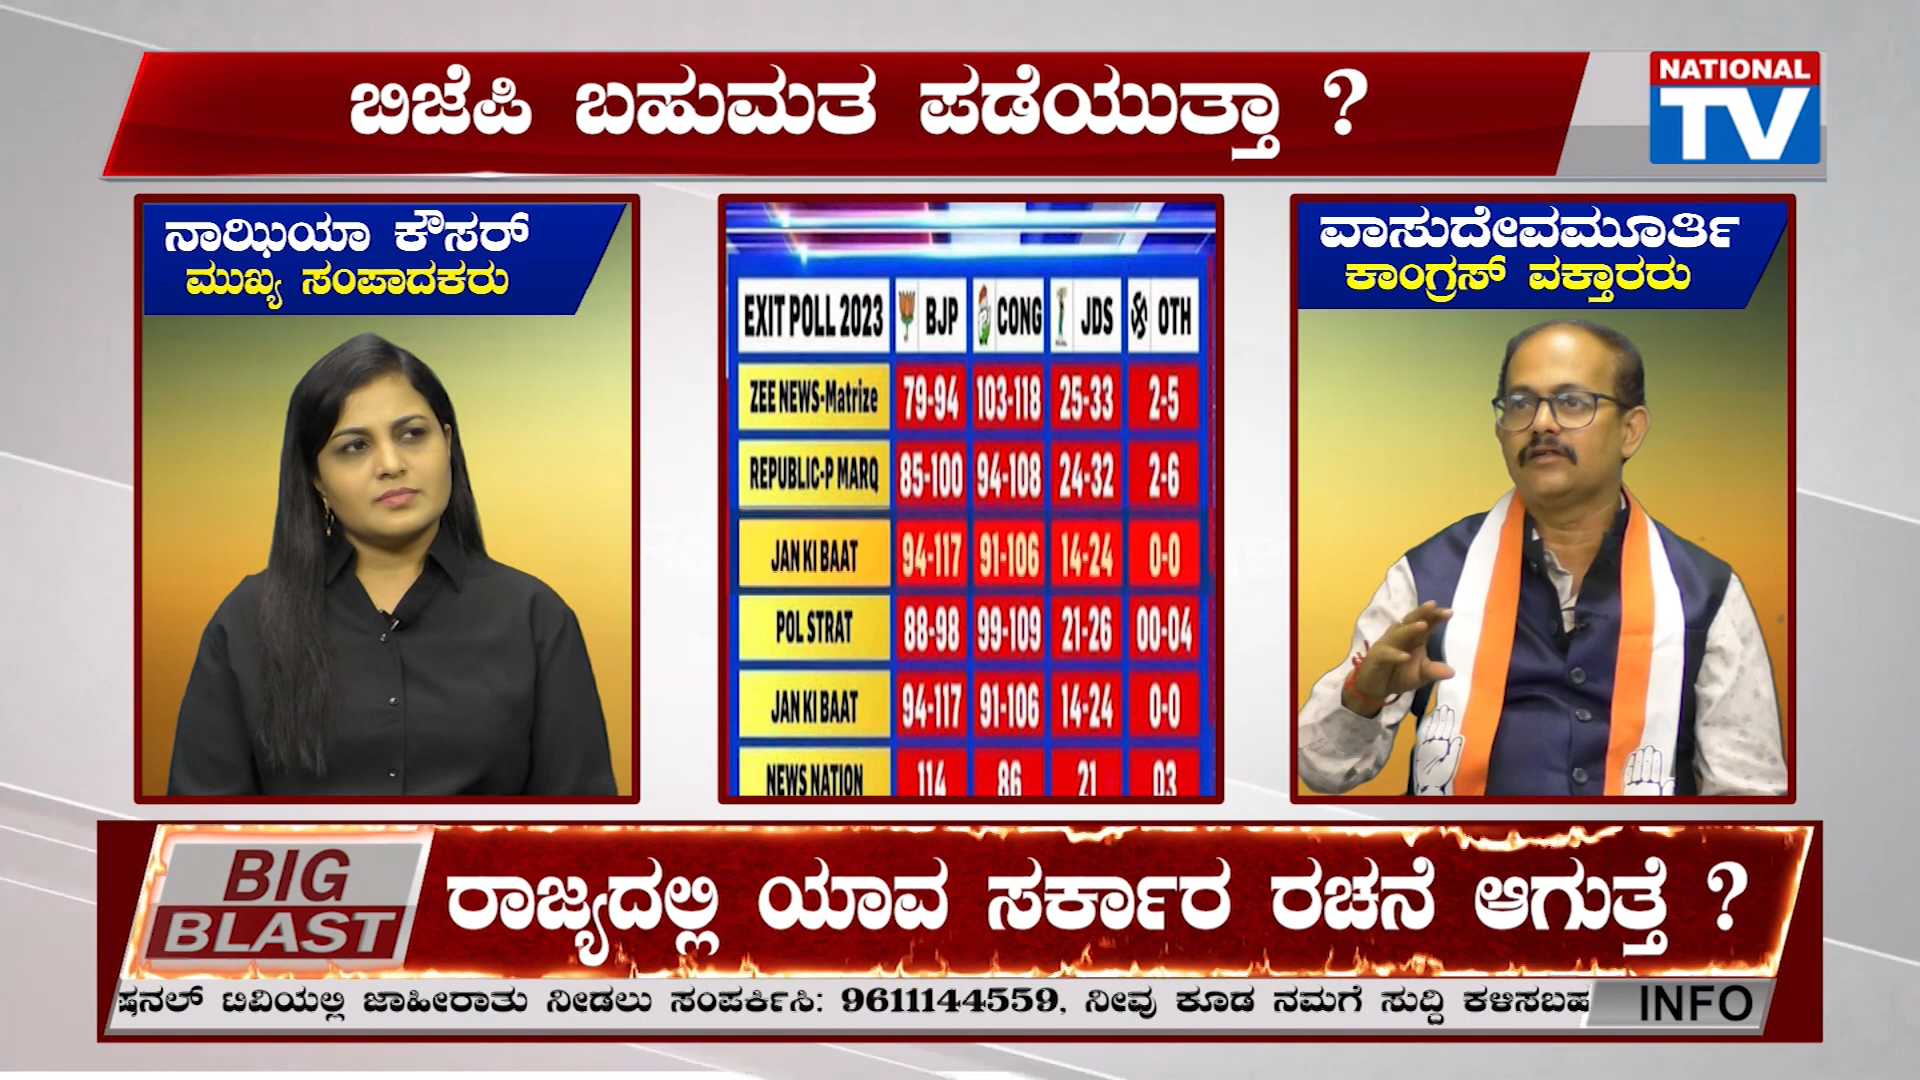 ಬಿಜೆಪಿ ಬಹುಮತ ಪಡೆಯುತ್ತಾ ?
NATIONAL
TV
ನಾಝಿಯಾ ಕೌಸರ್
ಮುಖ್ಯ ಸಂಪಾದಕರು
EXIT POLL 2023 BJP CONG JDS OTH
ZEE NEWS-Matrize 79-94 103-118 25-33 2-5
REPUBLIC-P MARQ 85-100 94-108 24-32 2-6
JAN KI BAAT 94-117 91-106 14-24 0-0
POL STRAT 88-98 99-109 21-26 00-04
JAN KI BAAT 94-117 91-106 14-24 0-0
NEWS NATION 114 86 21 03
ವಾಸುದೇವಮೂರ್ತಿ
ಕಾಂಗ್ರಸ್ ವಕ್ತಾರರು
BIG
BLAST
ರಾಜ್ಯದಲ್ಲಿ ಯಾವ ಸರ್ಕಾರ ರಚನೆ ಆಗುತ್ತೆ ?
ಷನಲ್ ಟಿವಿಯಲ್ಲಿ ಜಾಹೀರಾತು ನೀಡಲು ಸಂಪರ್ಕಿಸಿ: 9611144559, ನೀವು ಕೂಡ ನಮಗೆ ಸುದ್ದಿ ಕಳಿಸಬಹ
INFO